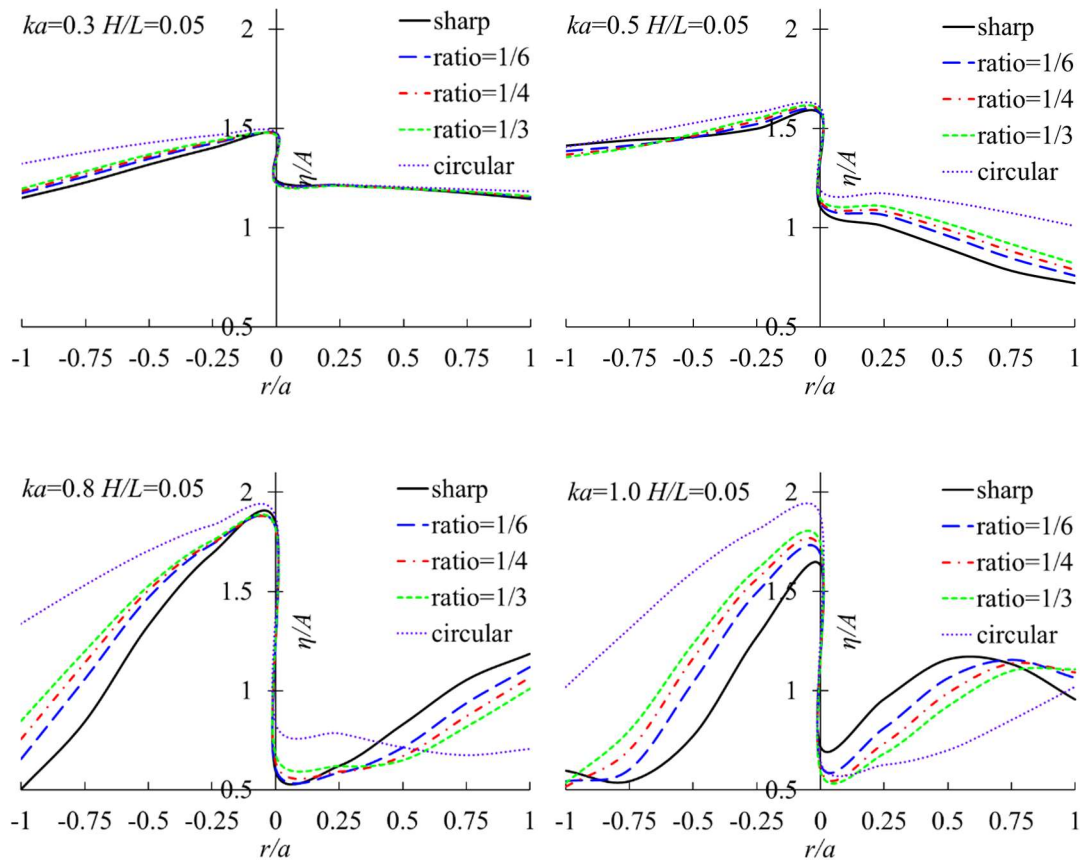 ka=0.3 H/L=0.05
2
1.5
1
0.5
η/A
sharp
ratio=1/6
ratio=1/4
ratio=1/3
circular
-1 -0.75 -0.5 -0.25 0 0.25 0.5 0.75 1
r/a
ka=0.5 H/L=0.05
2
1.5
1
0.5
η/A
sharp
ratio=1/6
ratio=1/4
ratio=1/3
circular
-1 -0.75 -0.5 -0.25 0 0.25 0.5 0.75 1
r/a
ka=0.8 H/L=0.05
2
1.5
1
0.5
η/A
sharp
ratio=1/6
ratio=1/4
ratio=1/3
circular
-1 -0.75 -0.5 -0.25 0 0.25 0.5 0.75 1
r/a
ka=1.0 H/L=0.05
2
1.5
1
0.5
η/A
sharp
ratio=1/6
ratio=1/4
ratio=1/3
circular
-1 -0.75 -0.5 -0.25 0 0.25 0.5 0.75 1
r/a